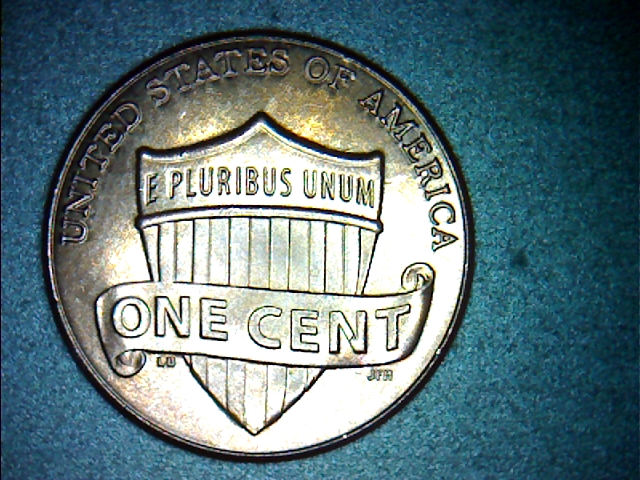 UNITED STATES OF AMERICA
E PLURIBUS UNUM
ONE CENT
LB
JFM